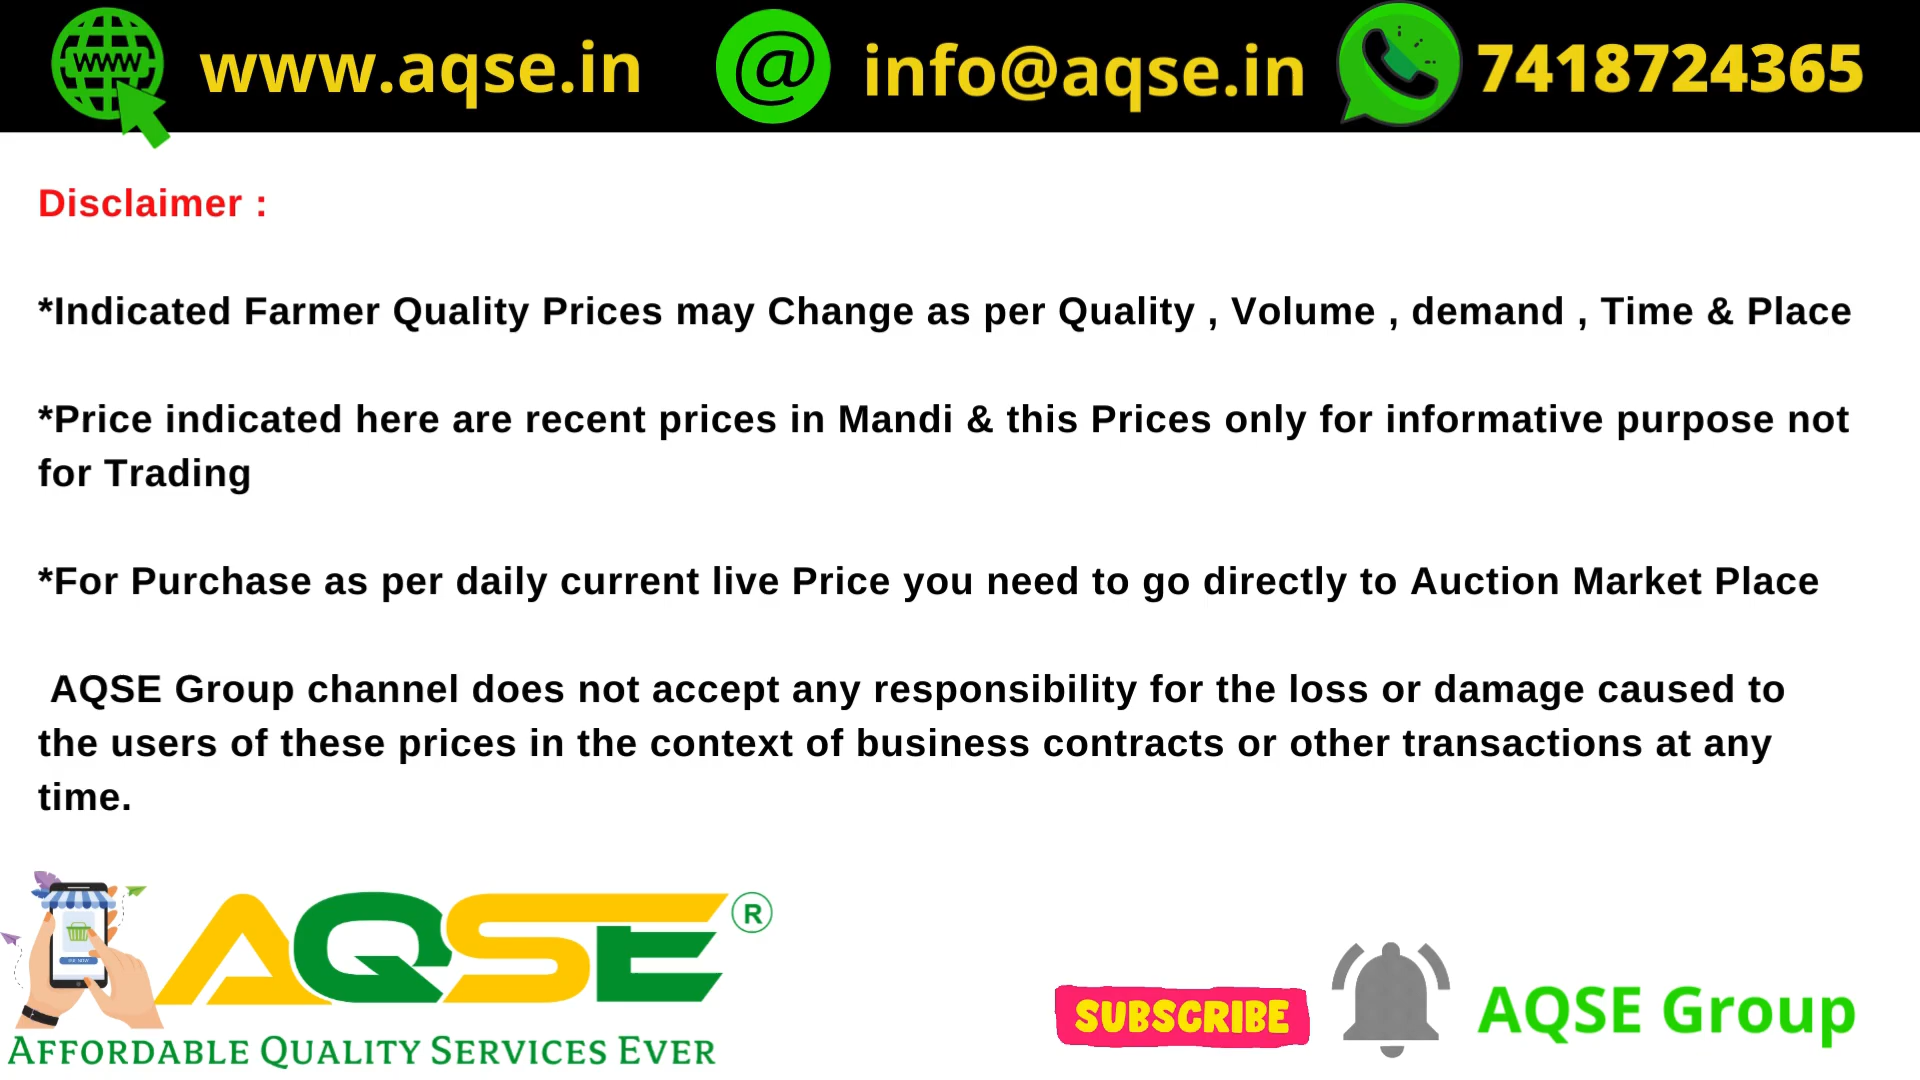 www www.aqse.in @ info@aqse.in 7418724365
Disclaimer :
*Indicated Farmer Quality Prices may Change as per Quality , Volume , demand , Time & Place
*Price indicated here are recent prices in Mandi & this Prices only for informative purpose not
for Trading
*For Purchase as per daily current live Price you need to go directly to Auction Market Place
AQSE Group channel does not accept any responsibility for the loss or damage caused to
the users of these prices in the context of business contracts or other transactions at any
time.
AQSE ®
AFFORDABLE QUALITY SERVICES EVER
SUBSCRIBE AQSE Group